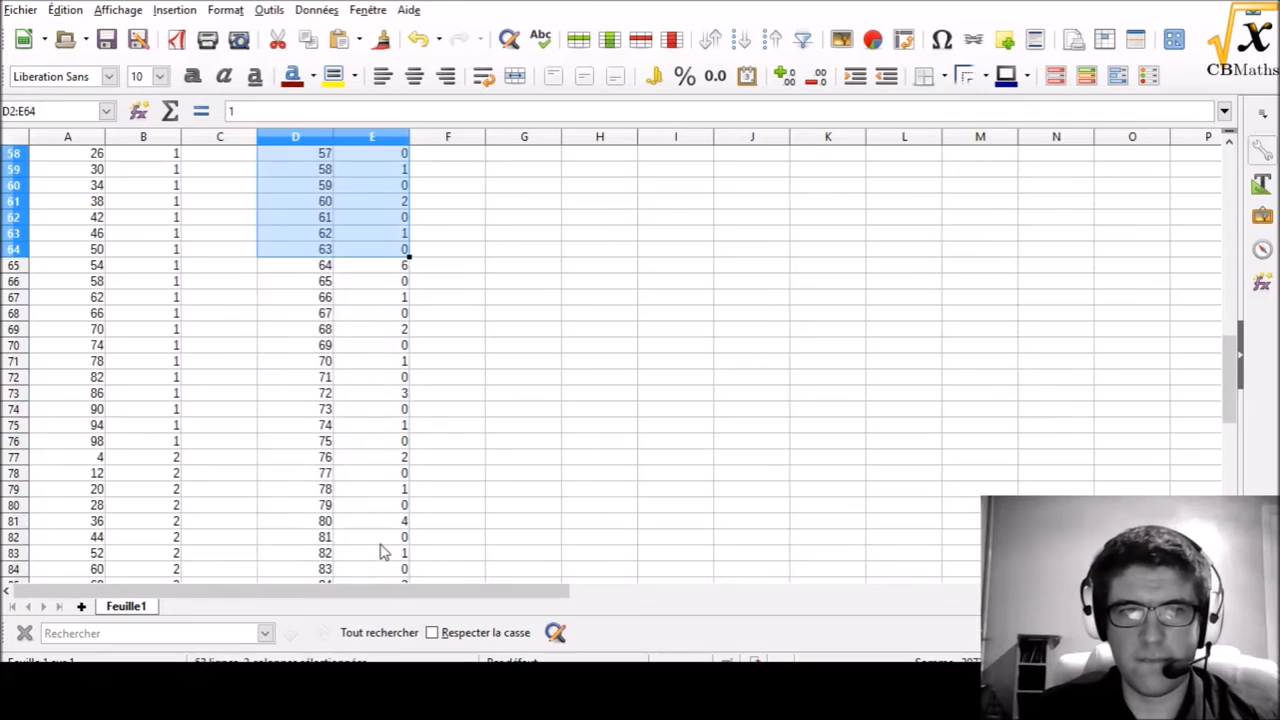 Fichier Édition Affichage Insertion Format Outils Données Fenêtre Aide
Liberation Sans 10 a a a % 0.0
CBMaths
D2:E64 fx Σ = 1
A B C D E F G H I J K L M N O P
58 26 1 57 0
59 30 1 58 1
60 34 1 59 0
61 38 1 60 2
62 42 1 61 0
63 46 1 62 1
64 50 1 63 0
65 54 1 64 6
66 58 1 65 0
67 62 1 66 1
68 66 1 67 0
69 70 1 68 2
70 74 1 69 0
71 78 1 70 1
72 82 1 71 0
73 86 1 72 3
74 90 1 73 0
75 94 1 74 1
76 98 1 75 0
77 4 2 76 2
78 12 2 77 0
79 20 2 78 1
80 28 2 79 0
81 36 2 80 4
82 44 2 81 0
83 52 2 82 1
84 60 2 83 0
Feuille1
Rechercher Tout rechercher Respecter la casse